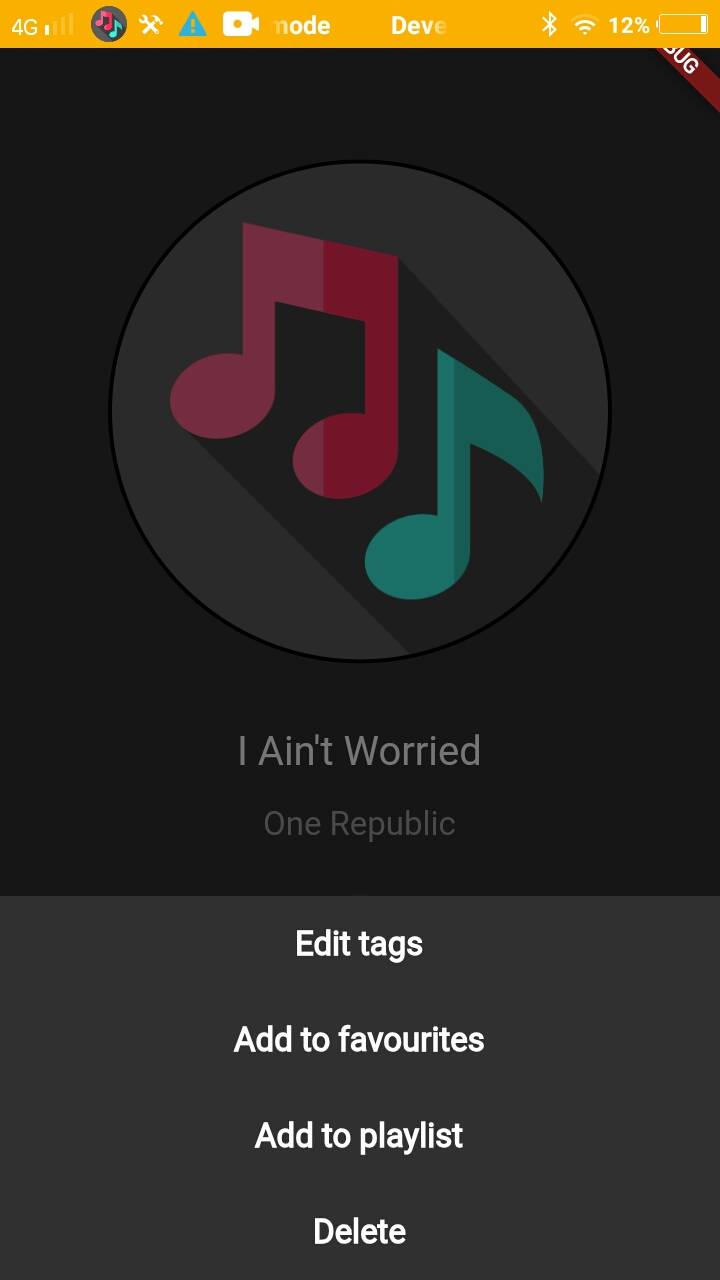 4G mode Deve 12%
BUG
I Ain't Worried
One Republic
Edit tags
Add to favourites
Add to playlist
Delete